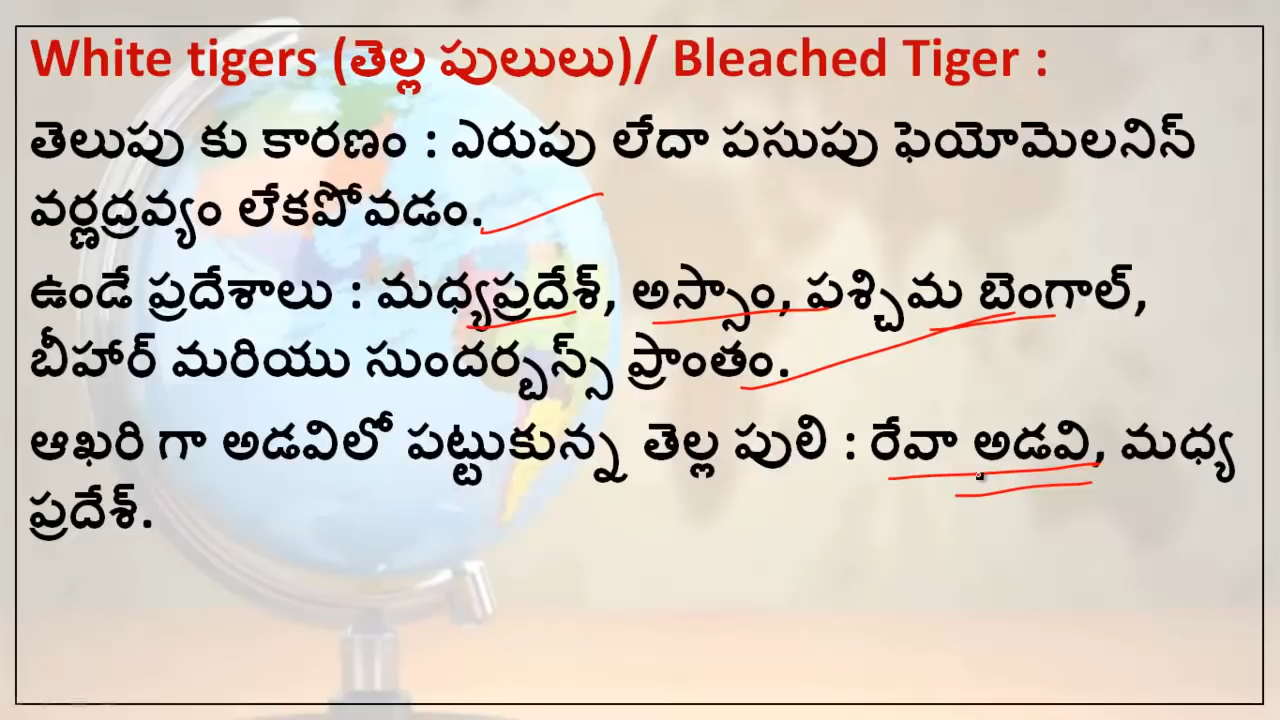 White tigers (తెల్ల పులులు)/ Bleached Tiger :
తెలుపు కు కారణం : ఎరుపు లేదా పసుపు ఫెయోమెలనిన్
వర్ణద్రవ్యం లేకపోవడం.
ఉండే ప్రదేశాలు : మధ్యప్రదేశ్, అస్సాం, పశ్చిమ బెంగాల్,
బీహార్ మరియు సుందర్బన్స్ ప్రాంతం.
ఆఖరి గా అడవిలో పట్టుకున్న తెల్ల పులి : రేవా అడవి, మధ్య
ప్రదేశ్.